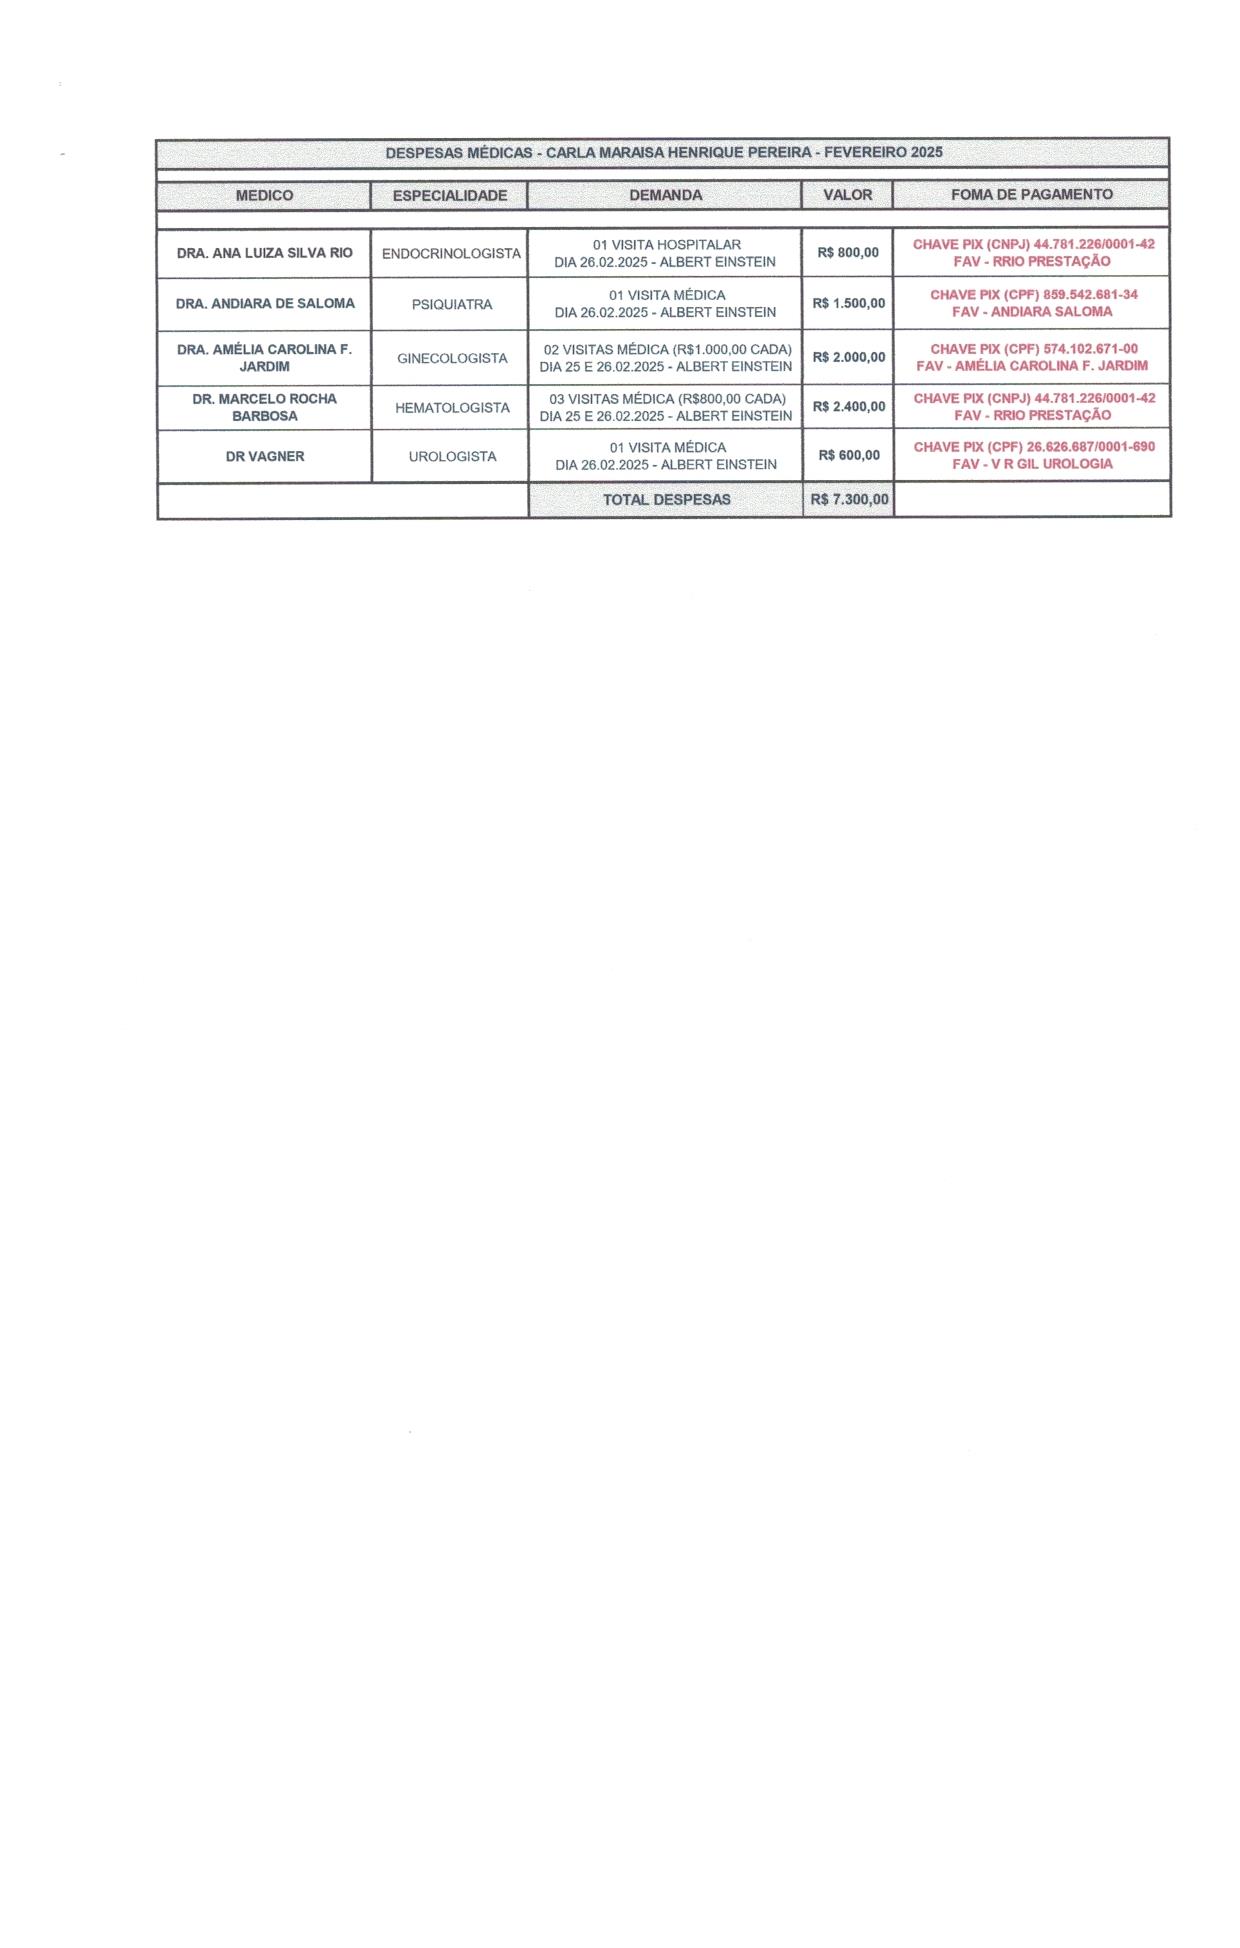 DESPESAS MÉDICAS - CARLA MARAISA HENRIQUE PEREIRA - FEVEREIRO 2025
MEDICO ESPECIALIDADE DEMANDA VALOR FOMA DE PAGAMENTO
DRA. ANA LUIZA SILVA RIO ENDOCRINOLOGISTA 01 VISITA HOSPITALAR
DIA 26.02.2025 - ALBERT EINSTEIN R$ 800,00 CHAVE PIX (CNPJ) 44.781.226/0001-42
FAV - RRIO PRESTAÇÃO
DRA. ANDIARA DE SALOMA PSIQUIATRA 01 VISITA MÉDICA
DIA 26.02.2025 - ALBERT EINSTEIN R$ 1.500,00 CHAVE PIX (CPF) 859.542.681-34
FAV - ANDIARA SALOMA
DRA. AMÉLIA CAROLINA F.
JARDIM GINECOLOGISTA 02 VISITAS MÉDICA (R$1.000,00 CADA)
DIA 25 E 26.02.2025 - ALBERT EINSTEIN R$ 2.000,00 CHAVE PIX (CPF) 574.102.671-00
FAV - AMÉLIA CAROLINA F. JARDIM
DR. MARCELO ROCHA
BARBOSA HEMATOLOGISTA 03 VISITAS MÉDICA (R$800,00 CADA)
DIA 25 E 26.02.2025 - ALBERT EINSTEIN R$ 2.400,00 CHAVE PIX (CNPJ) 44.781.226/0001-42
FAV - RRIO PRESTAÇÃO
DR VAGNER UROLOGISTA 01 VISITA MÉDICA
DIA 26.02.2025 - ALBERT EINSTEIN R$ 600,00 CHAVE PIX (CPF) 26.626.687/0001-690
FAV - V R GIL UROLOGIA
TOTAL DESPESAS R$ 7.300,00